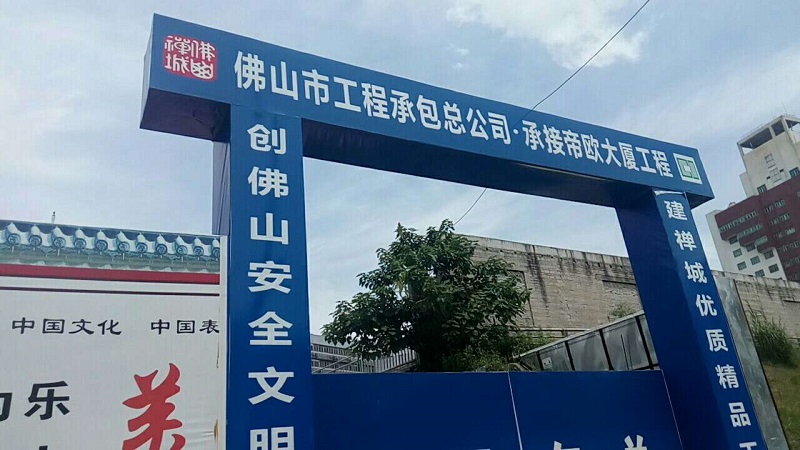 佛山禅城
佛山市工程承包总公司·承接帝欧大厦工程
创佛山安全文明
建禅城优质精品工
中国文化 中国表
乐
美